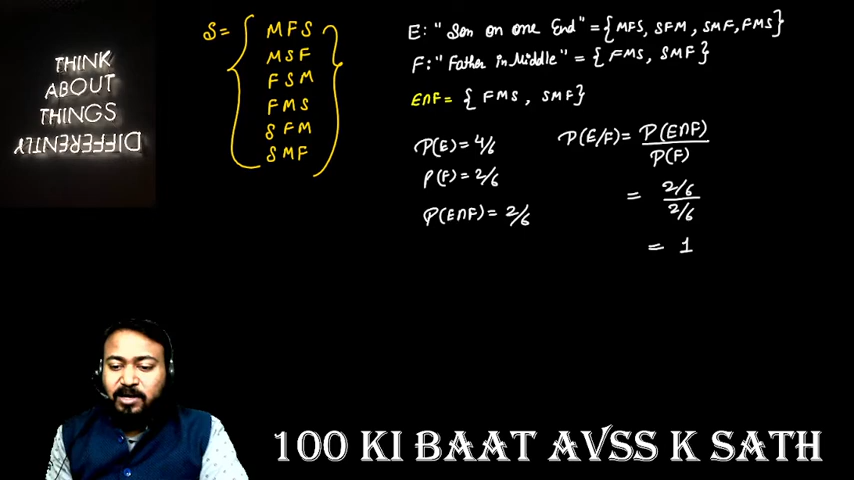 THINK
ABOUT
THINGS
DIFFERENTLY
S = { MFS
MSF
FSM
FMS
SFM
SMF }
E: "Son on one End" = {MFS, SFM, SMF, FMS}
F: "Father in Middle" = {FMS, SMF}
E∩F = {FMS, SMF}
P(E) = 4/6
P(F) = 2/6
P(E∩F) = 2/6
P(E/F) = P(E∩F)
P(F)
= 2/6
2/6
= 1
100 KI BAAT AVSS K SATH